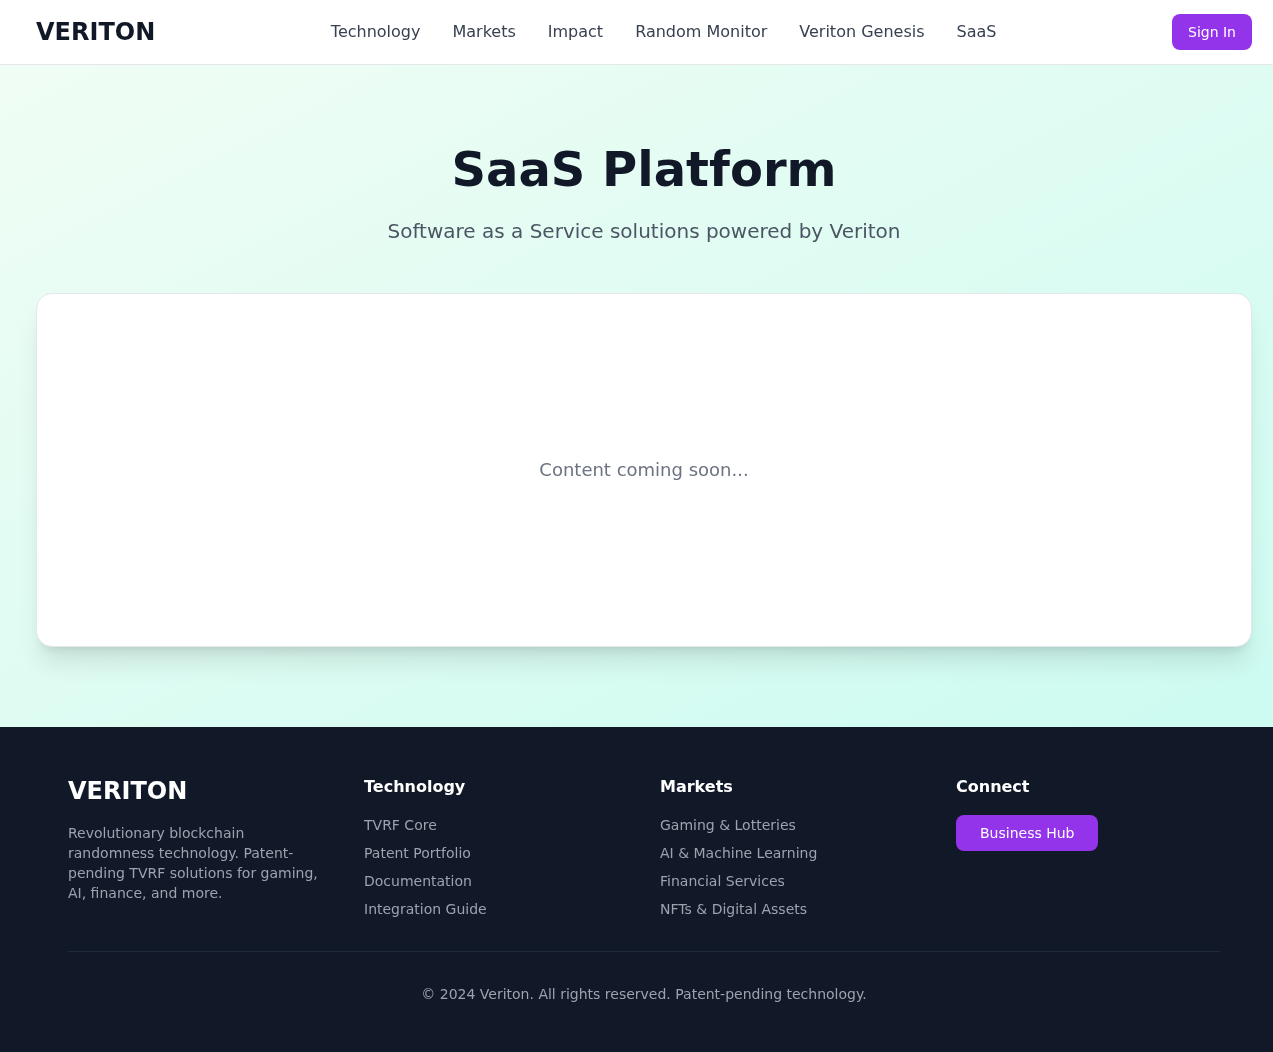 VERITON
Technology
Markets
Impact
Random Monitor
Veriton Genesis
SaaS
Sign In
SaaS Platform
Software as a Service solutions powered by Veriton
Content coming soon...
VERITON
Revolutionary blockchain
randomness technology. Patent-
pending TVRF solutions for gaming,
AI, finance, and more.
Technology
TVRF Core
Patent Portfolio
Documentation
Integration Guide
Markets
Gaming & Lotteries
AI & Machine Learning
Financial Services
NFTs & Digital Assets
Connect
Business Hub
© 2024 Veriton. All rights reserved. Patent-pending technology.